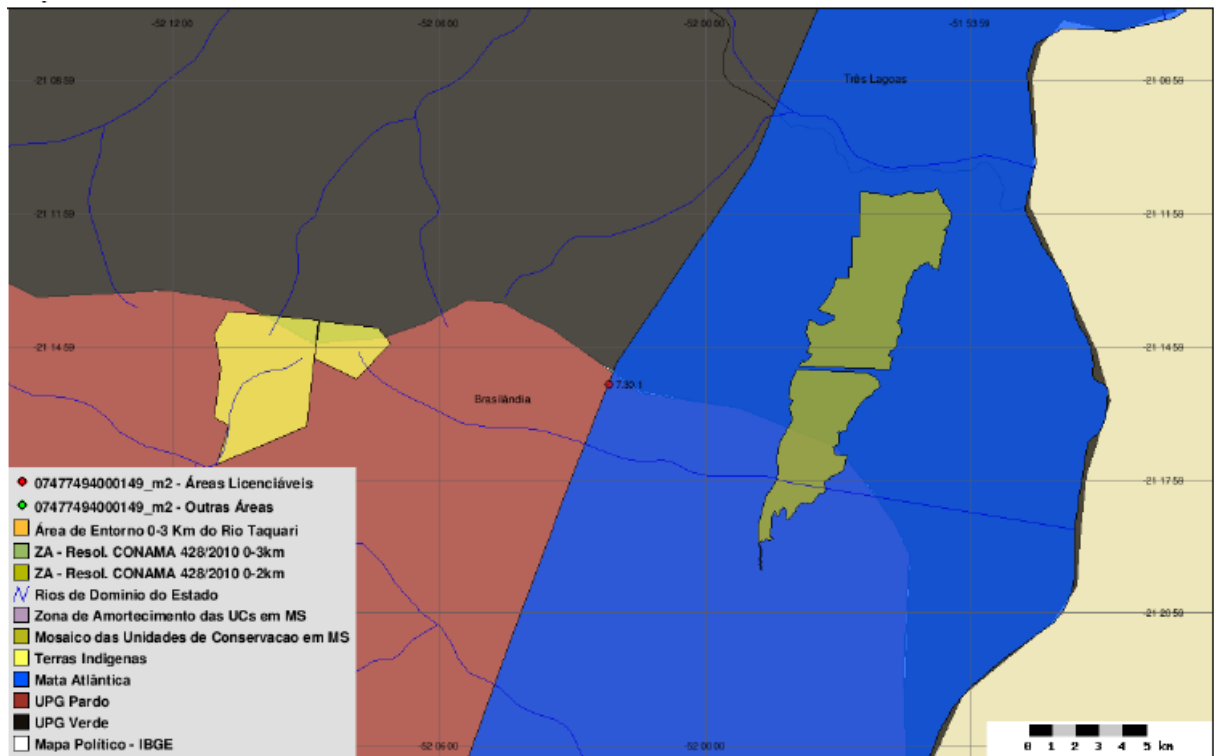 -52 12 00
-52 06 00
-52 00 00
-51 53 59
-21 08 59
Três Lagoas
-21 08 59
-21 11 59
-21 11 59
-21 14 59
-21 14 59
Brasilândia
-21 17 59
-21 20 59
07477494000149_m2 - Áreas Licenciáveis
07477494000149_m2 - Outras Áreas
Área de Entorno 0-3 Km do Rio Taquari
ZA - Resol. CONAMA 428/2010 0-3km
ZA - Resol. CONAMA 428/2010 0-2km
Rios de Dominio do Estado
Zona de Amortecimento das UCs em MS
Mosaico das Unidades de Conservacao em MS
Terras Indigenas
Mata Atlântica
UPG Pardo
UPG Verde
Mapa Político - IBGE
-52 06 00
-52 00 00
0 1 2 3 4 5 km